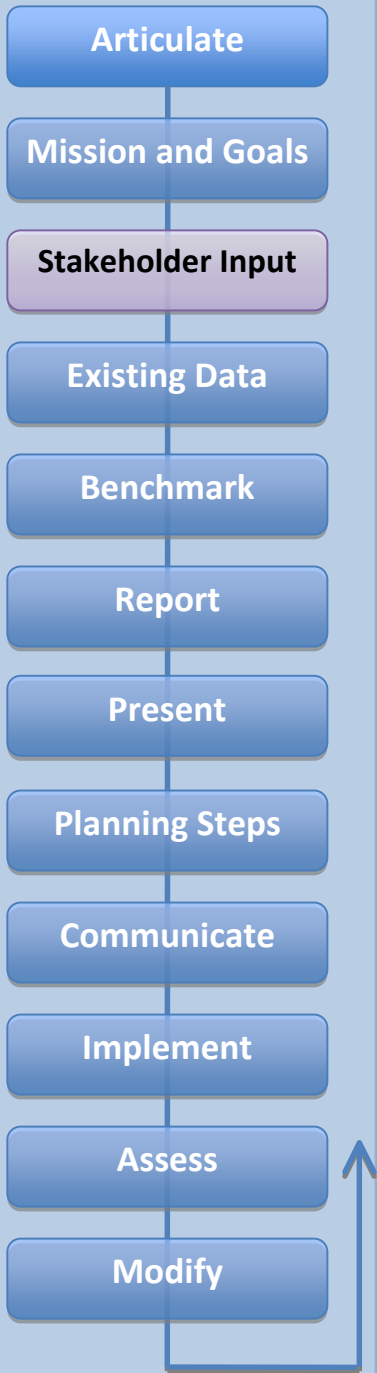 Articulate
Mission and Goals
Stakeholder Input
Existing Data
Benchmark
Report
Present
Planning Steps
Communicate
Implement
Assess
Modify